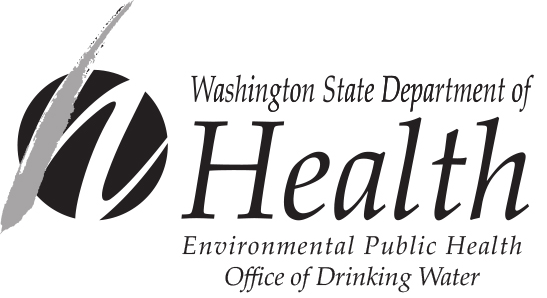 Washington State Department of
Health
Environmental Public Health
Office of Drinking Water